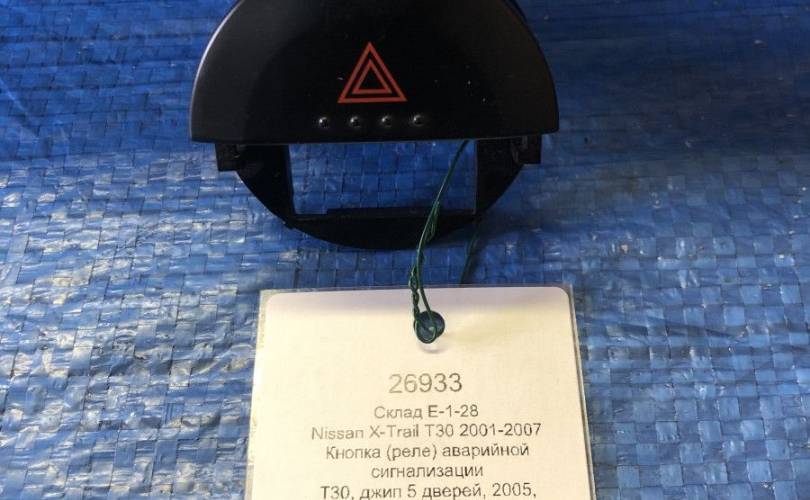 26933
Склад E-1-28
Nissan X-Trail T30 2001-2007
Кнопка (реле) аварийной
сигнализации
T30, джип 5 дверей, 2005,